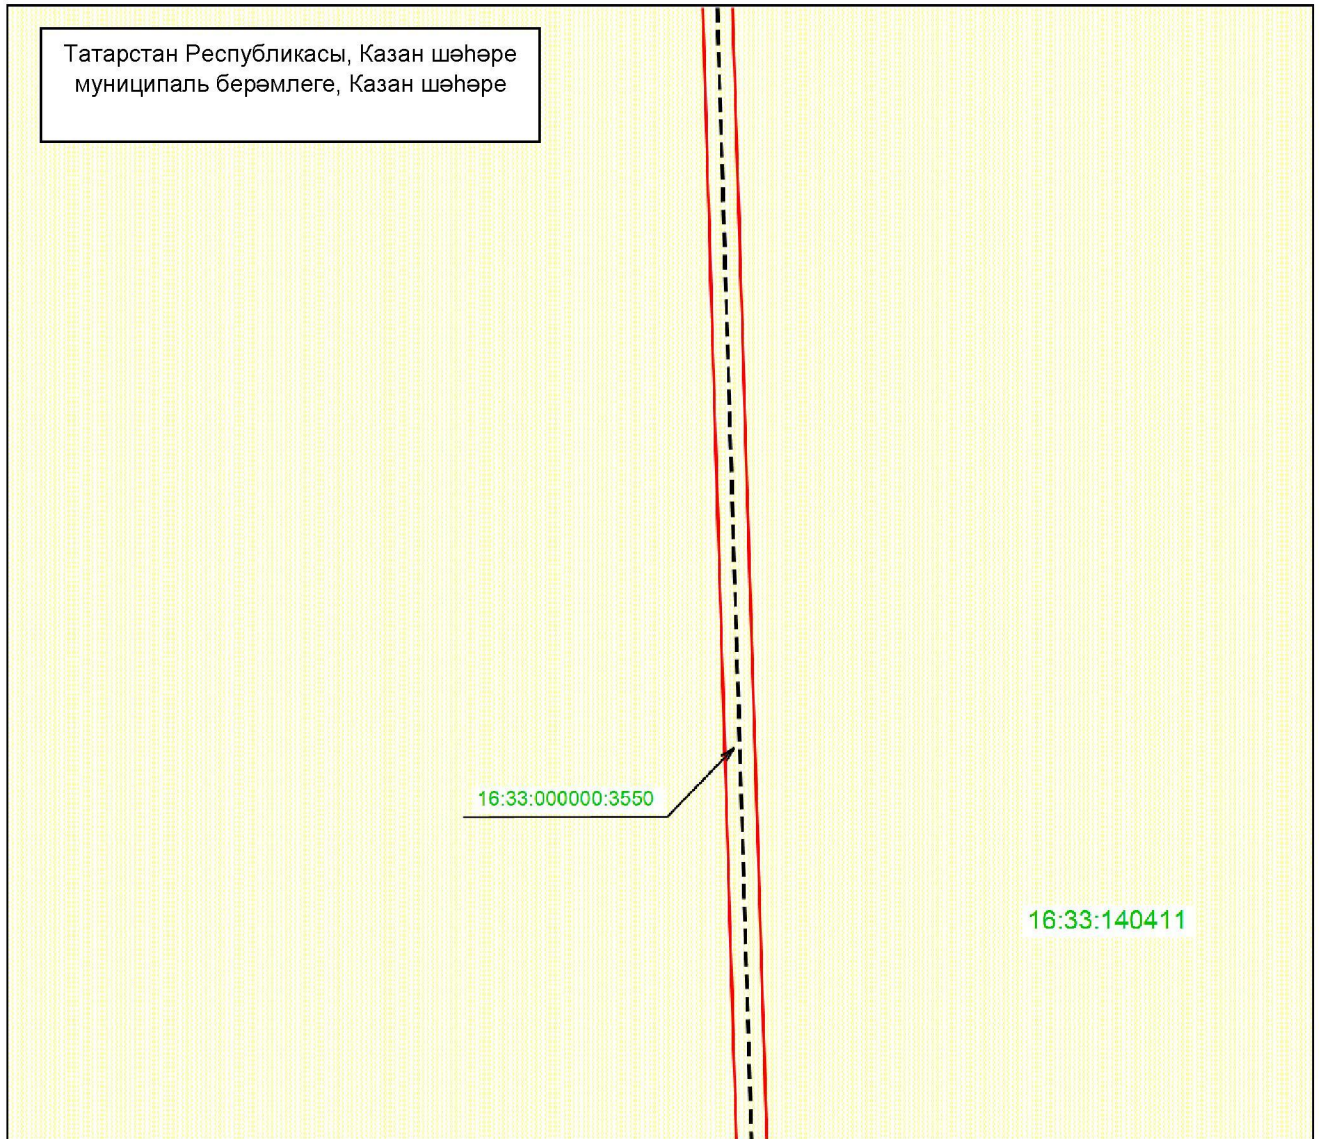 Татарстан Республикасы, Казан шәһәре
муниципаль берәмлеге, Казан шәһәре
16:33:000000:3550
16:33:140411